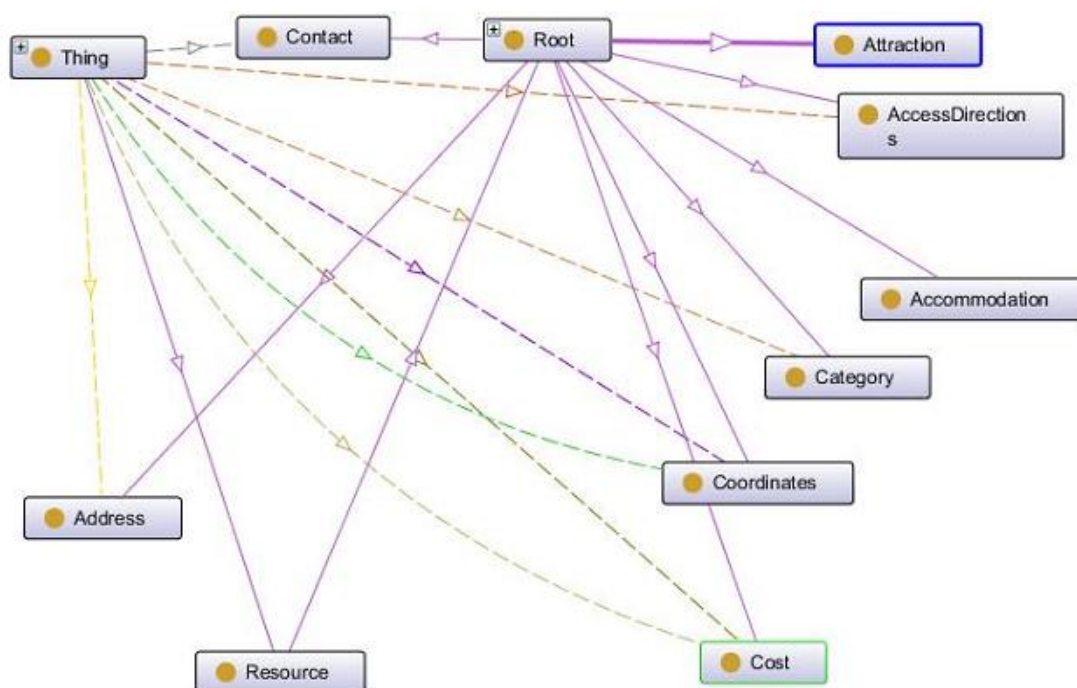 Contact
Root
Attraction
Thing
AccessDirection
s
Accommodation
Category
Coordinates
Address
Cost
Resource